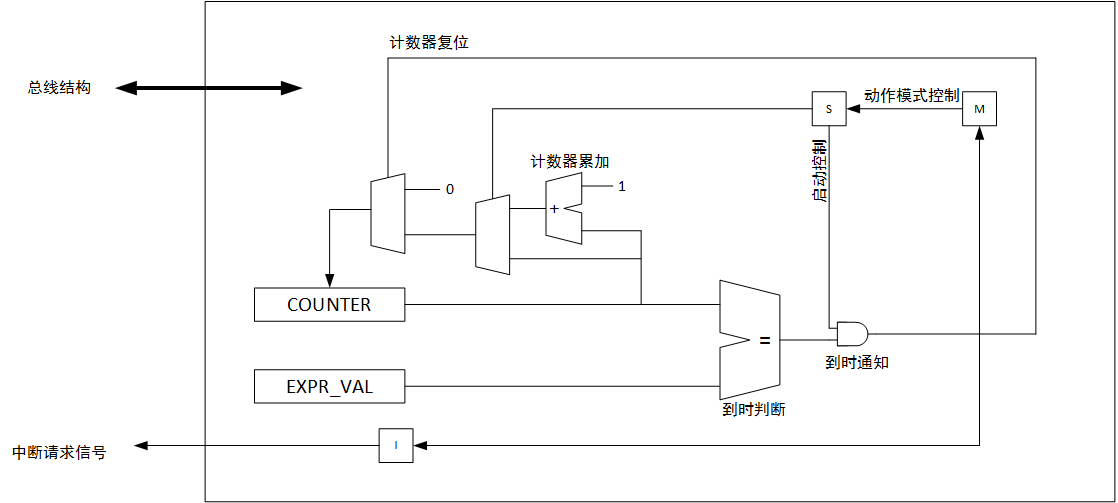 计数器复位
总线结构
S
动作模式控制
M
启动控制
计数器累加
0
+
1
COUNTER
=
到时通知
EXPR_VAL
到时判断
中断请求信号
I